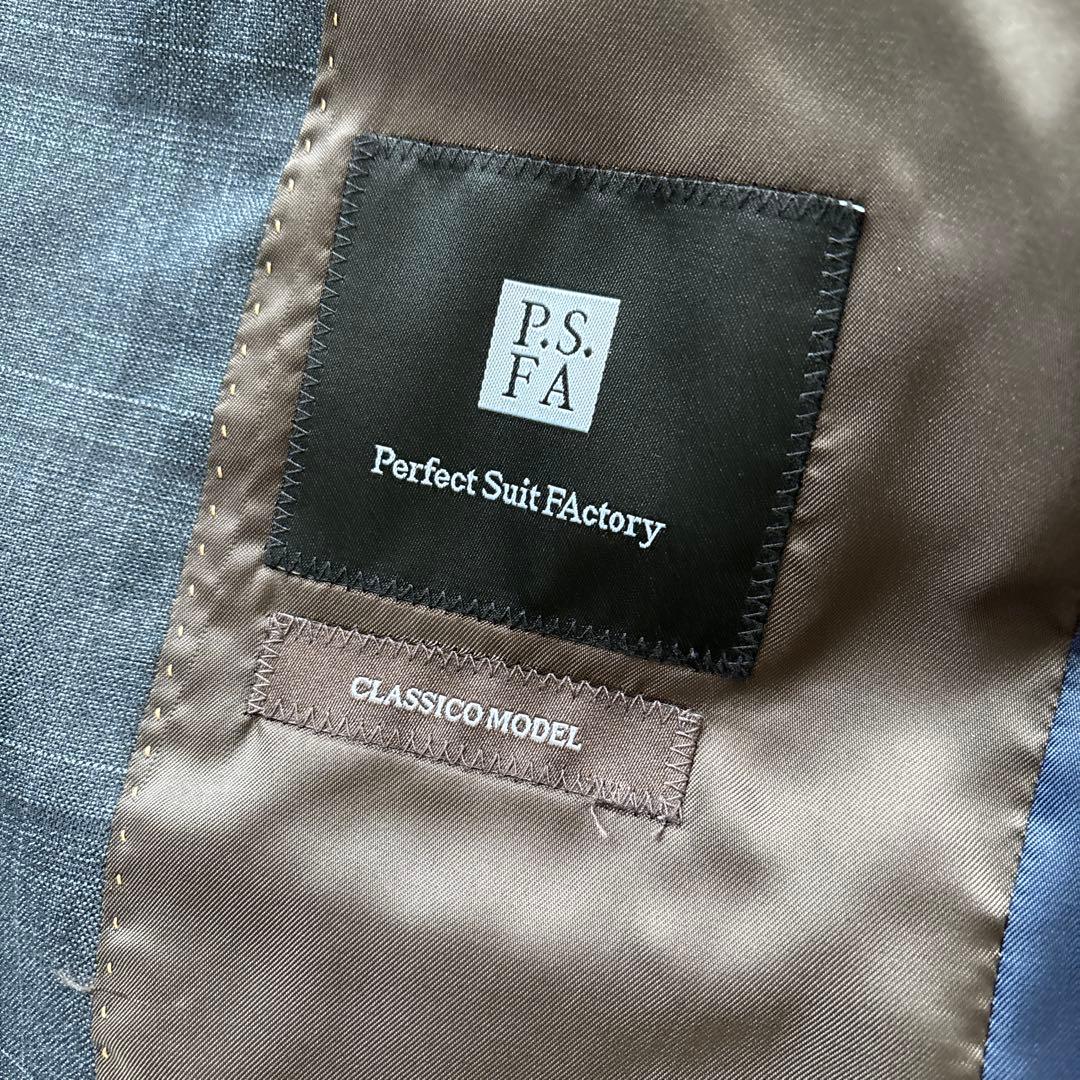 P.S.
FA
Perfect Suit FActory
CLASSICO MODEL